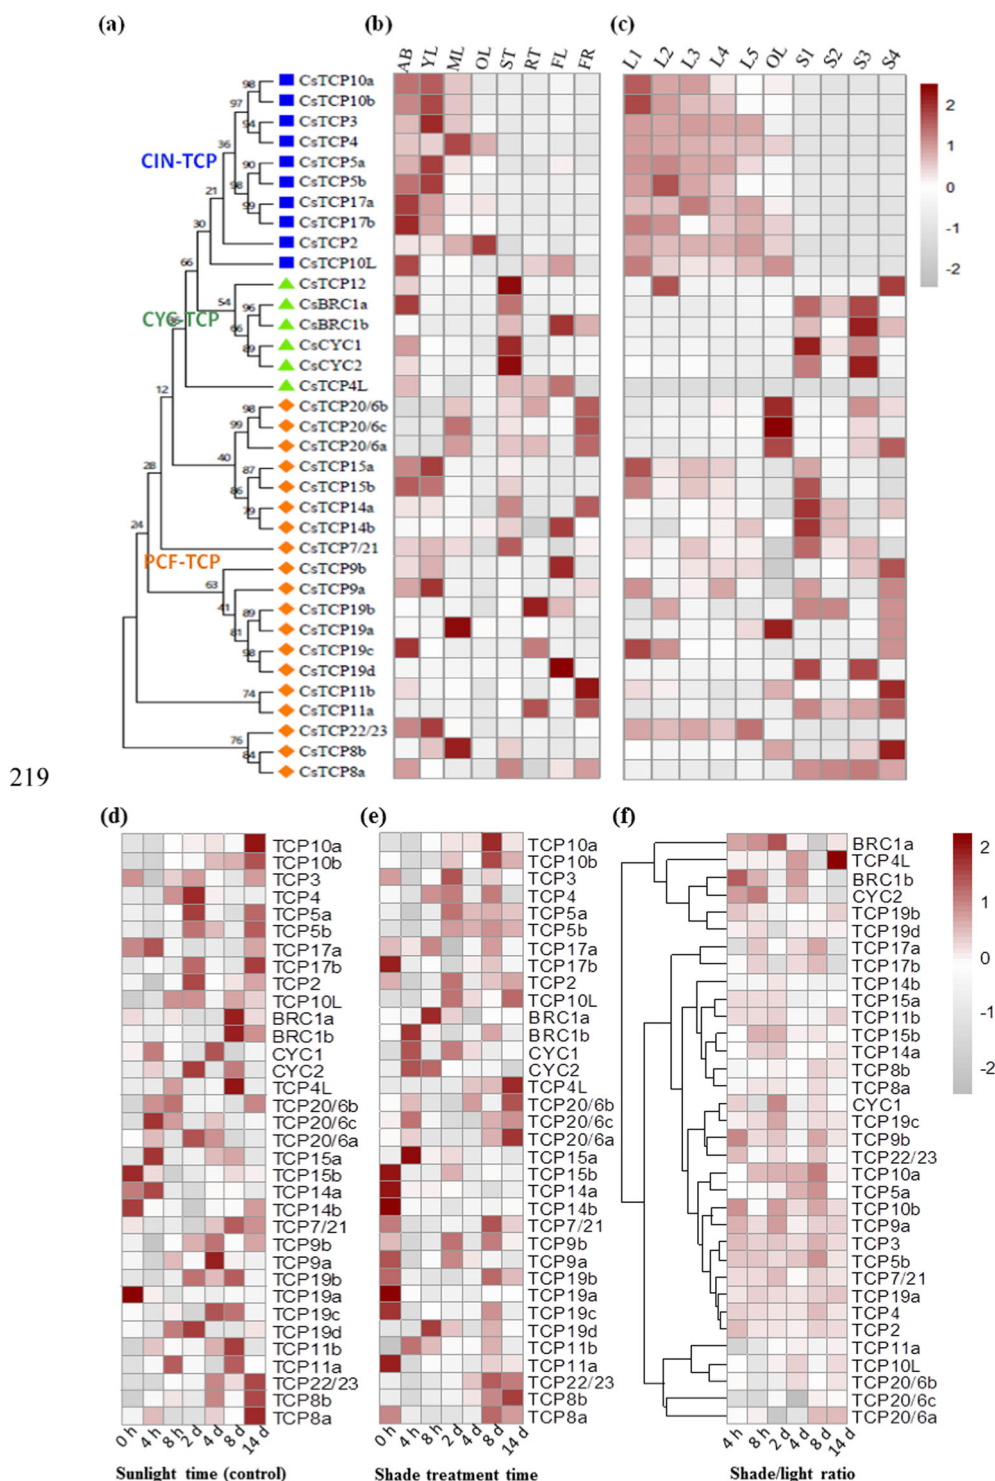 (a)
(b)
(c)
AB YL ML OL ST RT FL FR
L1 L2 L3 L4 L5 OL S1 S2 S3 S4
CIN-TCP
CYC-TCP
PCF-TCP
98 CsTCP10a
97 CsTCP10b
94 CsTCP3
36 CsTCP4
90 CsTCP5a
98 CsTCP5b
21 99 CsTCP17a
CsTCP17b
30 CsTCP2
66 CsTCP10L
CsTCP12
54 96 CsBRC1a
66 CsBRC1b
89 CsCYC1
CsCYC2
12 CsTCP4L
98 CsTCP20/6b
99 CsTCP20/6c
CsTCP20/6a
28 40 87 CsTCP15a
86 CsTCP15b
79 CsTCP14a
24 CsTCP14b
CsTCP7/21
CsTCP9b
63 CsTCP9a
41 89 CsTCP19b
81 CsTCP19a
98 CsTCP19c
CsTCP19d
74 CsTCP11b
CsTCP11a
76 CsTCP22/23
84 CsTCP8b
CsTCP8a
2
1
0
-1
-2
219
(d)
TCP10a
TCP10b
TCP3
TCP4
TCP5a
TCP5b
TCP17a
TCP17b
TCP2
TCP10L
BRC1a
BRC1b
CYC1
CYC2
TCP4L
TCP20/6b
TCP20/6c
TCP20/6a
TCP15a
TCP15b
TCP14a
TCP14b
TCP7/21
TCP9b
TCP9a
TCP19b
TCP19a
TCP19c
TCP19d
TCP11b
TCP11a
TCP22/23
TCP8b
TCP8a
0 h 4 h 8 h 2 d 4 d 8 d 14 d
Sunlight time (control)
(e)
TCP10a
TCP10b
TCP3
TCP4
TCP5a
TCP5b
TCP17a
TCP17b
TCP2
TCP10L
BRC1a
BRC1b
CYC1
CYC2
TCP4L
TCP20/6b
TCP20/6c
TCP20/6a
TCP15a
TCP15b
TCP14a
TCP14b
TCP7/21
TCP9b
TCP9a
TCP19b
TCP19a
TCP19c
TCP19d
TCP11b
TCP11a
TCP22/23
TCP8b
TCP8a
0 h 4 h 8 h 2 d 4 d 8 d 14 d
Shade treatment time
(f)
BRC1a
TCP4L
BRC1b
CYC2
TCP19b
TCP19d
TCP17a
TCP17b
TCP14b
TCP15a
TCP11b
TCP15b
TCP14a
TCP8b
TCP8a
CYC1
TCP19c
TCP9b
TCP22/23
TCP10a
TCP5a
TCP10b
TCP9a
TCP3
TCP5b
TCP7/21
TCP19a
TCP4
TCP2
TCP11a
TCP10L
TCP20/6b
TCP20/6c
TCP20/6a
4 h 8 h 2 d 4 d 8 d 14 d
Shade/light ratio
2
1
0
-1
-2